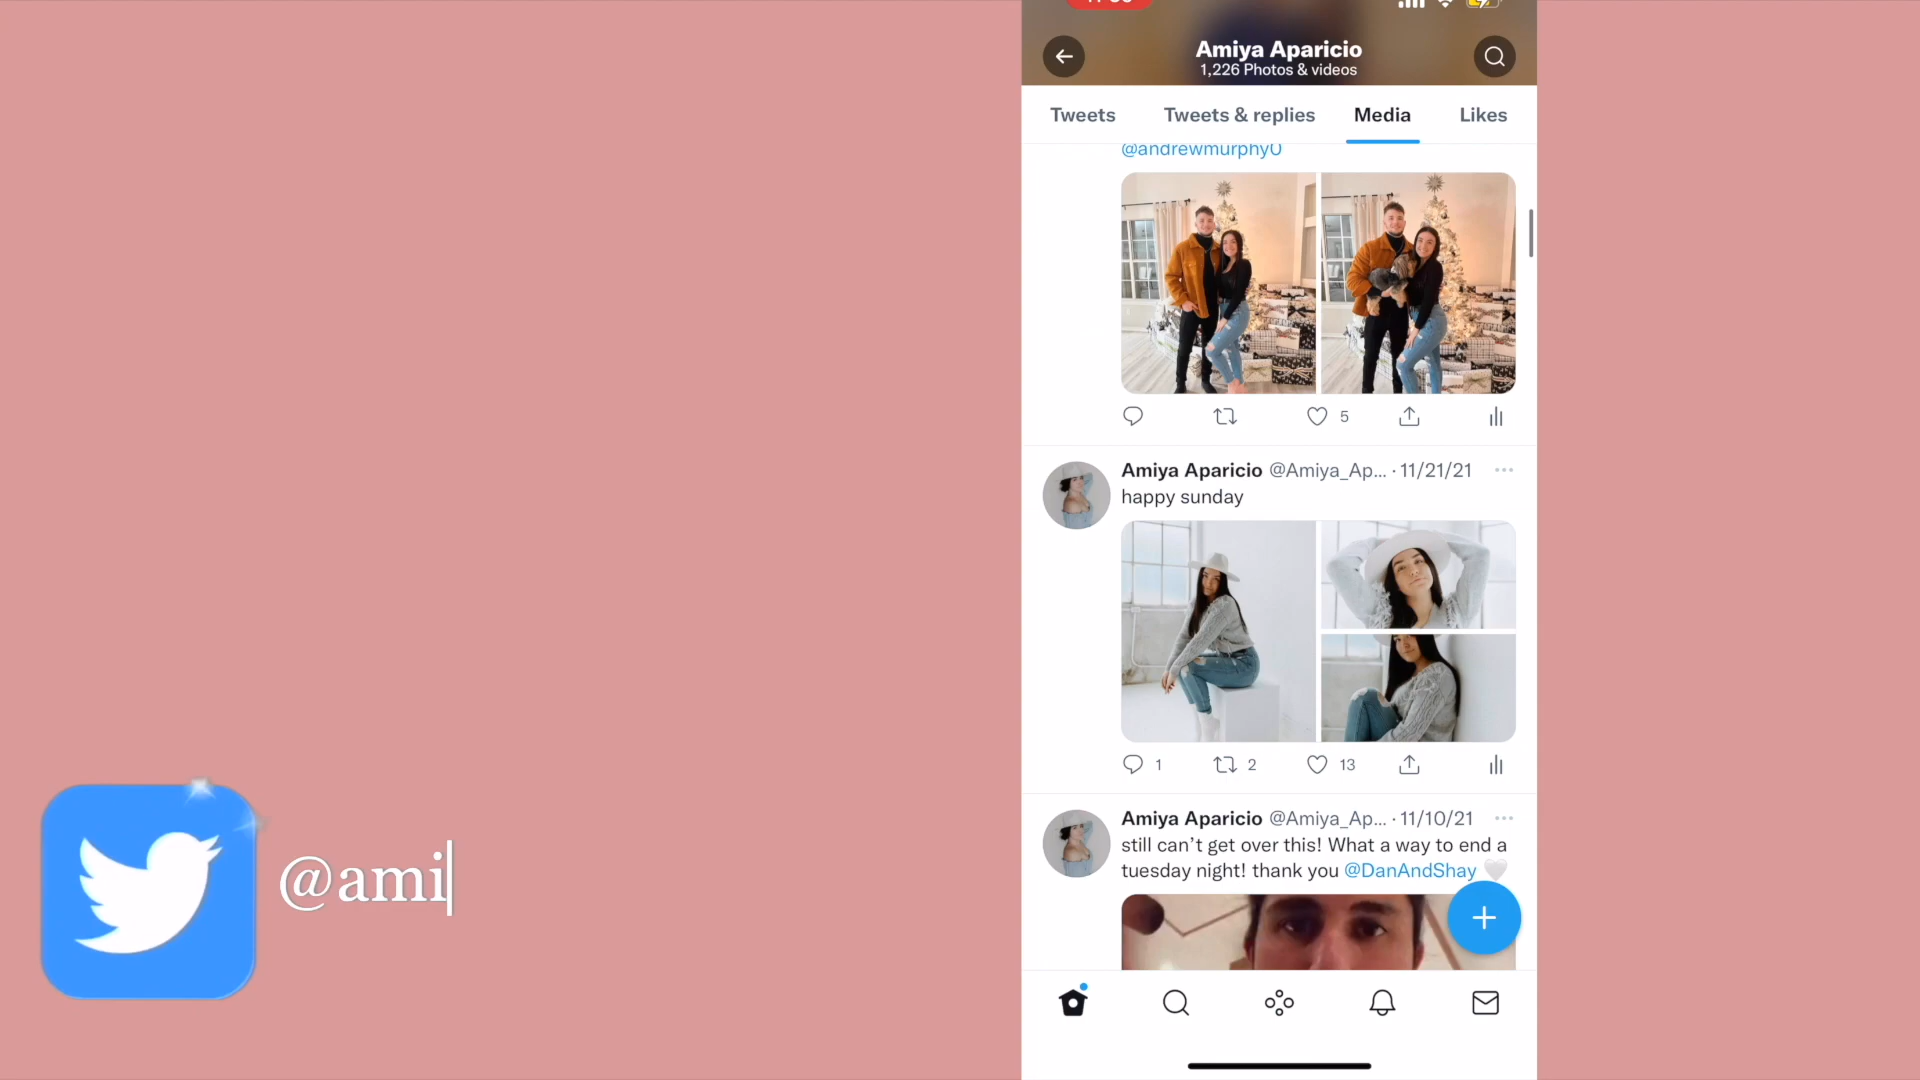 Amiya Aparicio
1,226 Photos & videos
Tweets Tweets & replies Media Likes
@andrewmurphy0
5
Amiya Aparicio @Amiya_Ap... · 11/21/21
happy sunday
1 2 13
Amiya Aparicio @Amiya_Ap... · 11/10/21
still can’t get over this! What a way to end a
tuesday night! thank you @DanAndShay 🤍
@ami